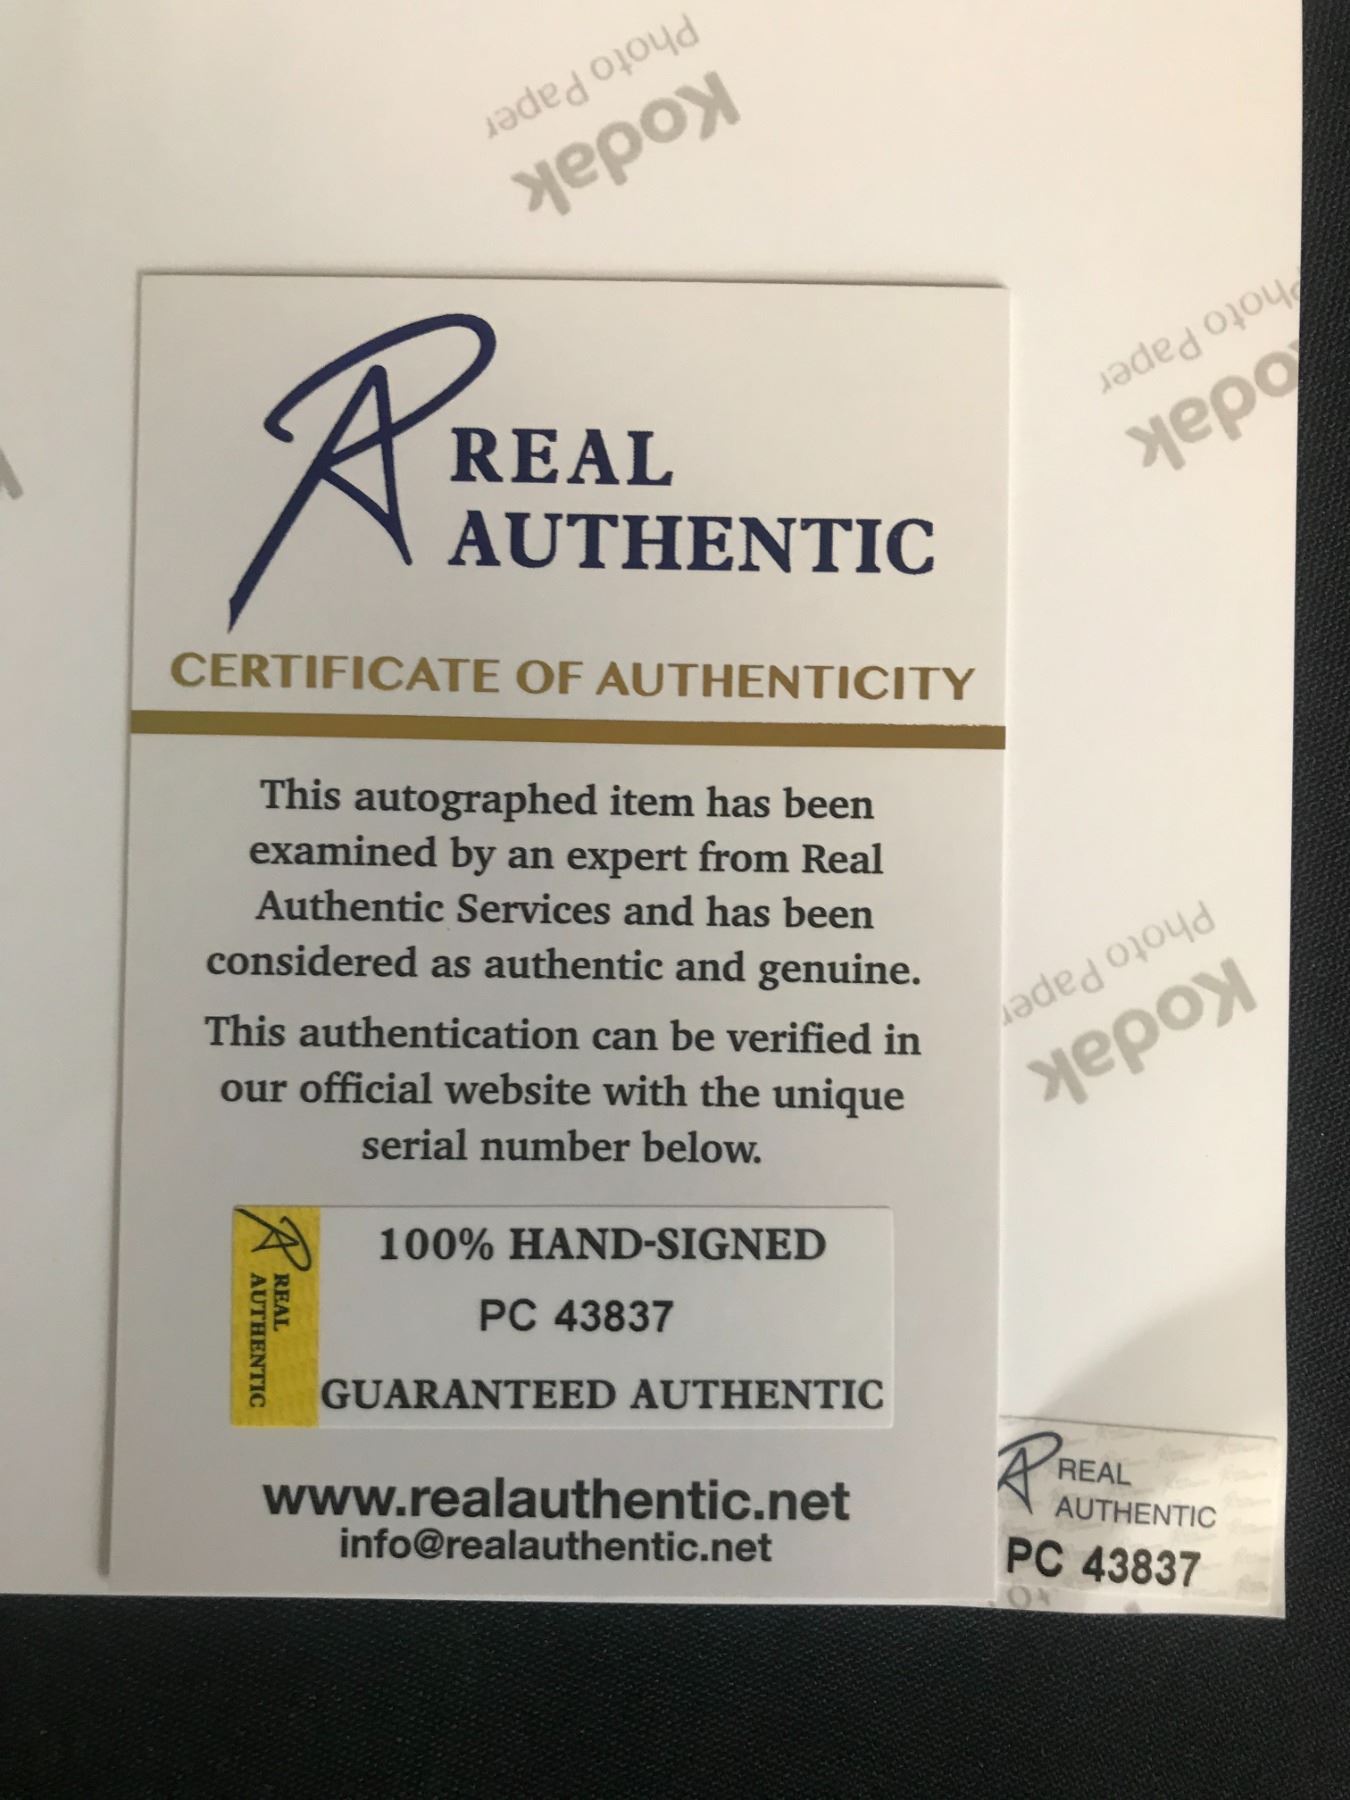 Photo Paper
Kodak
Photo Paper
Kodak
REAL
AUTHENTIC
CERTIFICATE OF AUTHENTICITY
This autographed item has been
examined by an expert from Real
Authentic Services and has been
considered as authentic and genuine.
This authentication can be verified in
our official website with the unique
serial number below.
REAL
AUTHENTIC
100% HAND-SIGNED
PC 43837
GUARANTEED AUTHENTIC
www.realauthentic.net
info@realauthentic.net
Photo Paper
Kodak
REAL
AUTHENTIC
PC 43837